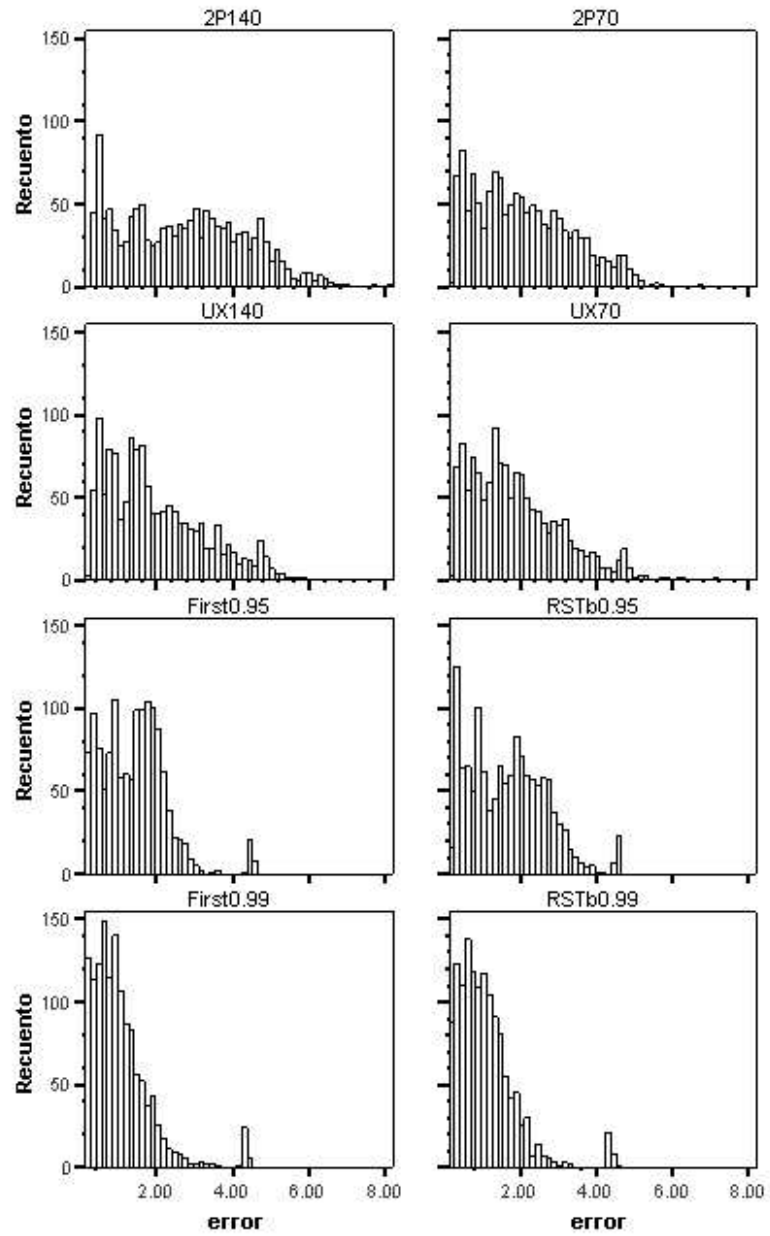 2P140 2P70
150
100
50
0
Recuento
UX140 UX70
150
100
50
0
Recuento
First0.95 RSTb0.95
150
100
50
0
Recuento
First0.99 RSTb0.99
150
100
50
0
Recuento
2.00 4.00 6.00 8.00 2.00 4.00 6.00 8.00
error error